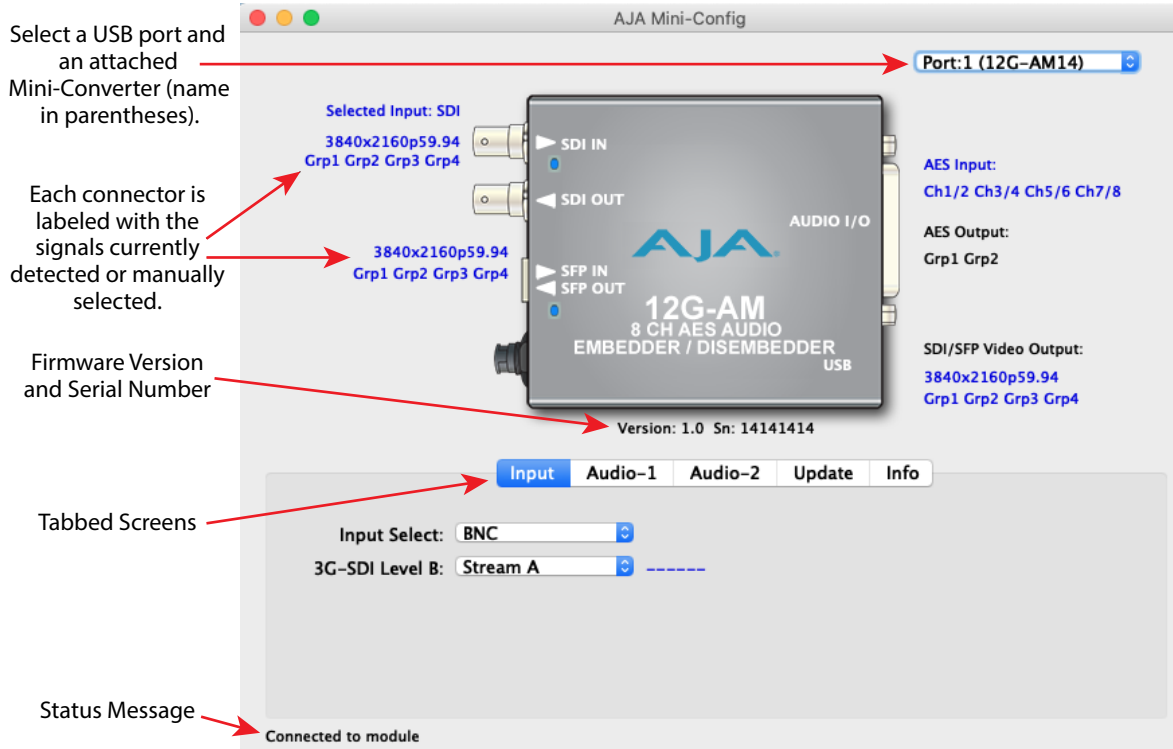 AJA Mini-Config
Select a USB port and
an attached
Mini-Converter (name
in parentheses).
Port:1 (12G-AM14)
Selected Input: SDI
3840x2160p59.94
Grp1 Grp2 Grp3 Grp4
SDI IN
SDI OUT
AUDIO I/O
AES Input:
Ch1/2 Ch3/4 Ch5/6 Ch7/8
AES Output:
Grp1 Grp2
Each connector is
labeled with the
signals currently
detected or manually
selected.
3840x2160p59.94
Grp1 Grp2 Grp3 Grp4
AJA.
SFP IN
SFP OUT
12G-AM
8 CH AES AUDIO
EMBEDDER / DISEMBEDDER
USB
SDI/SFP Video Output:
3840x2160p59.94
Grp1 Grp2 Grp3 Grp4
Firmware Version
and Serial Number
Version: 1.0 Sn: 14141414
Input Audio-1 Audio-2 Update Info
Tabbed Screens
Input Select: BNC
3G-SDI Level B: Stream A ------
Status Message
Connected to module